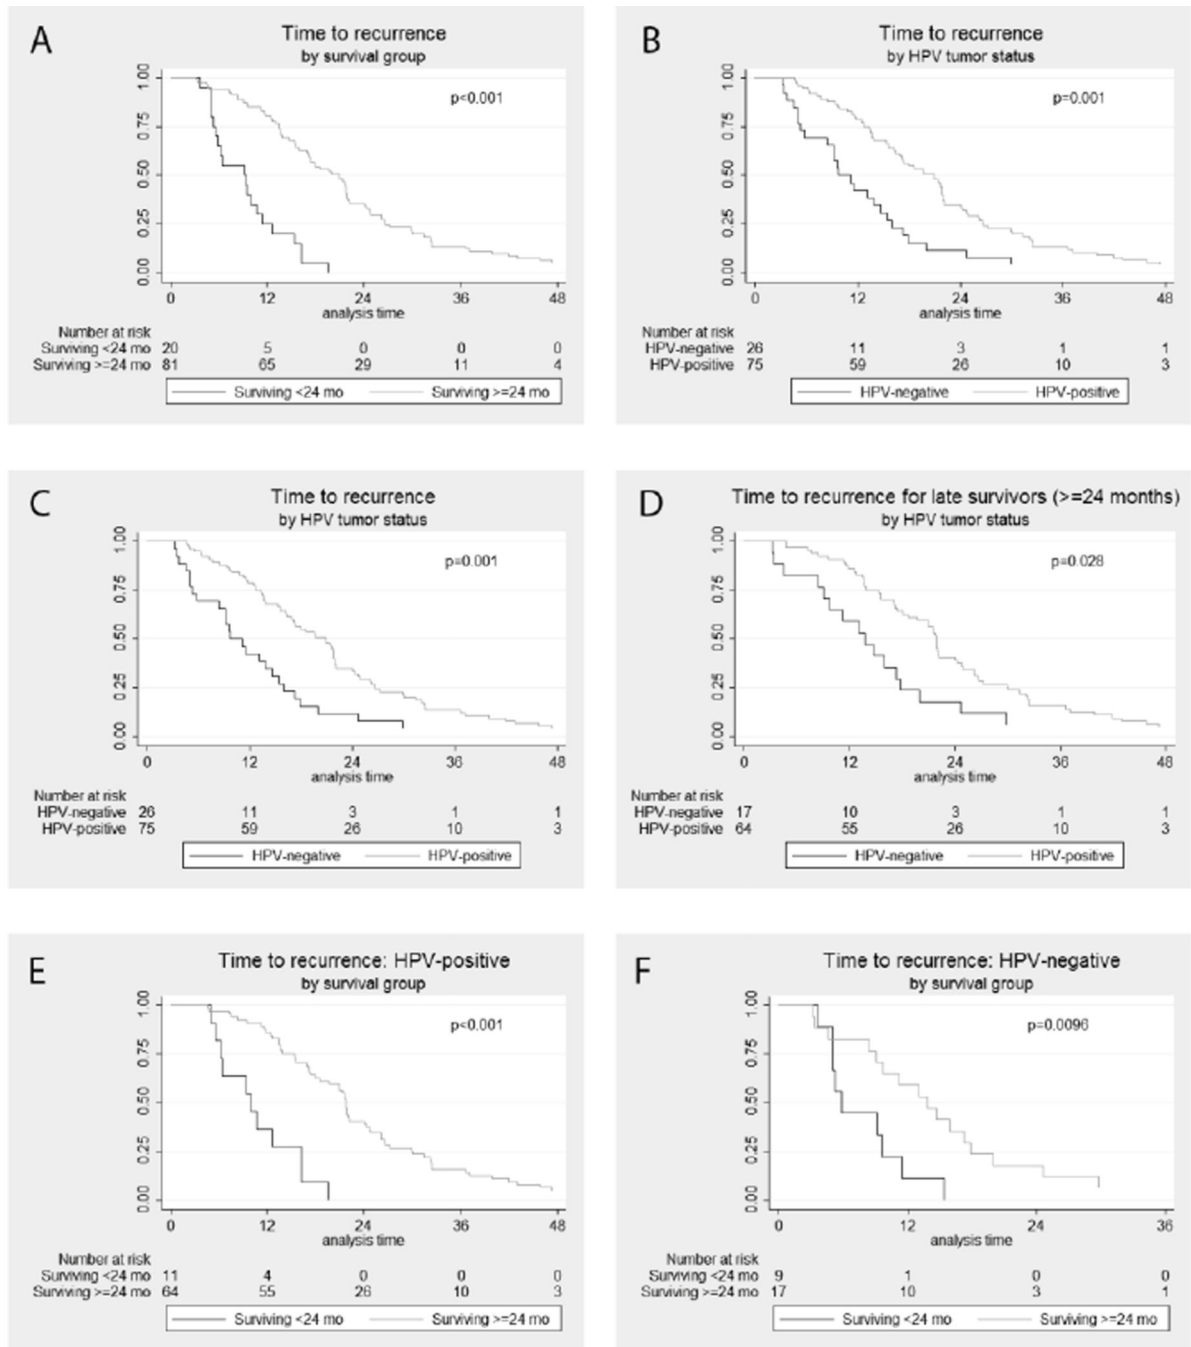 A
Time to recurrence
by survival group
p<0.001
1.00
0.75
0.50
0.25
0.00
0 12 24 36 48
analysis time
Number at risk
Surviving <24 mo 20 5 0 0 0
Surviving >=24 mo 81 65 29 11 4
Surviving <24 mo Surviving >=24 mo
B
Time to recurrence
by HPV tumor status
p=0.001
1.00
0.75
0.50
0.25
0.00
0 12 24 36 48
analysis time
Number at risk
HPV-negative 26 11 3 1 1
HPV-positive 75 59 26 10 3
HPV-negative HPV-positive
C
Time to recurrence
by HPV tumor status
p=0.001
1.00
0.75
0.50
0.25
0.00
0 12 24 36 48
analysis time
Number at risk
HPV-negative 26 11 3 1 1
HPV-positive 75 59 26 10 3
HPV-negative HPV-positive
D
Time to recurrence for late survivors (>=24 months)
by HPV tumor status
p=0.028
1.00
0.75
0.50
0.25
0.00
0 12 24 36 48
analysis time
Number at risk
HPV-negative 17 10 3 1 1
HPV-positive 64 55 26 10 3
HPV-negative HPV-positive
E
Time to recurrence: HPV-positive
by survival group
p<0.001
1.00
0.75
0.50
0.25
0.00
0 12 24 36 48
analysis time
Number at risk
Surviving <24 mo 11 4 0 0 0
Surviving >=24 mo 64 55 26 10 3
Surviving <24 mo Surviving >=24 mo
F
Time to recurrence: HPV-negative
by survival group
p=0.0096
1.00
0.75
0.50
0.25
0.00
0 12 24 36
analysis time
Number at risk
Surviving <24 mo 9 1 0 0
Surviving >=24 mo 17 10 3 1
Surviving <24 mo Surviving >=24 mo